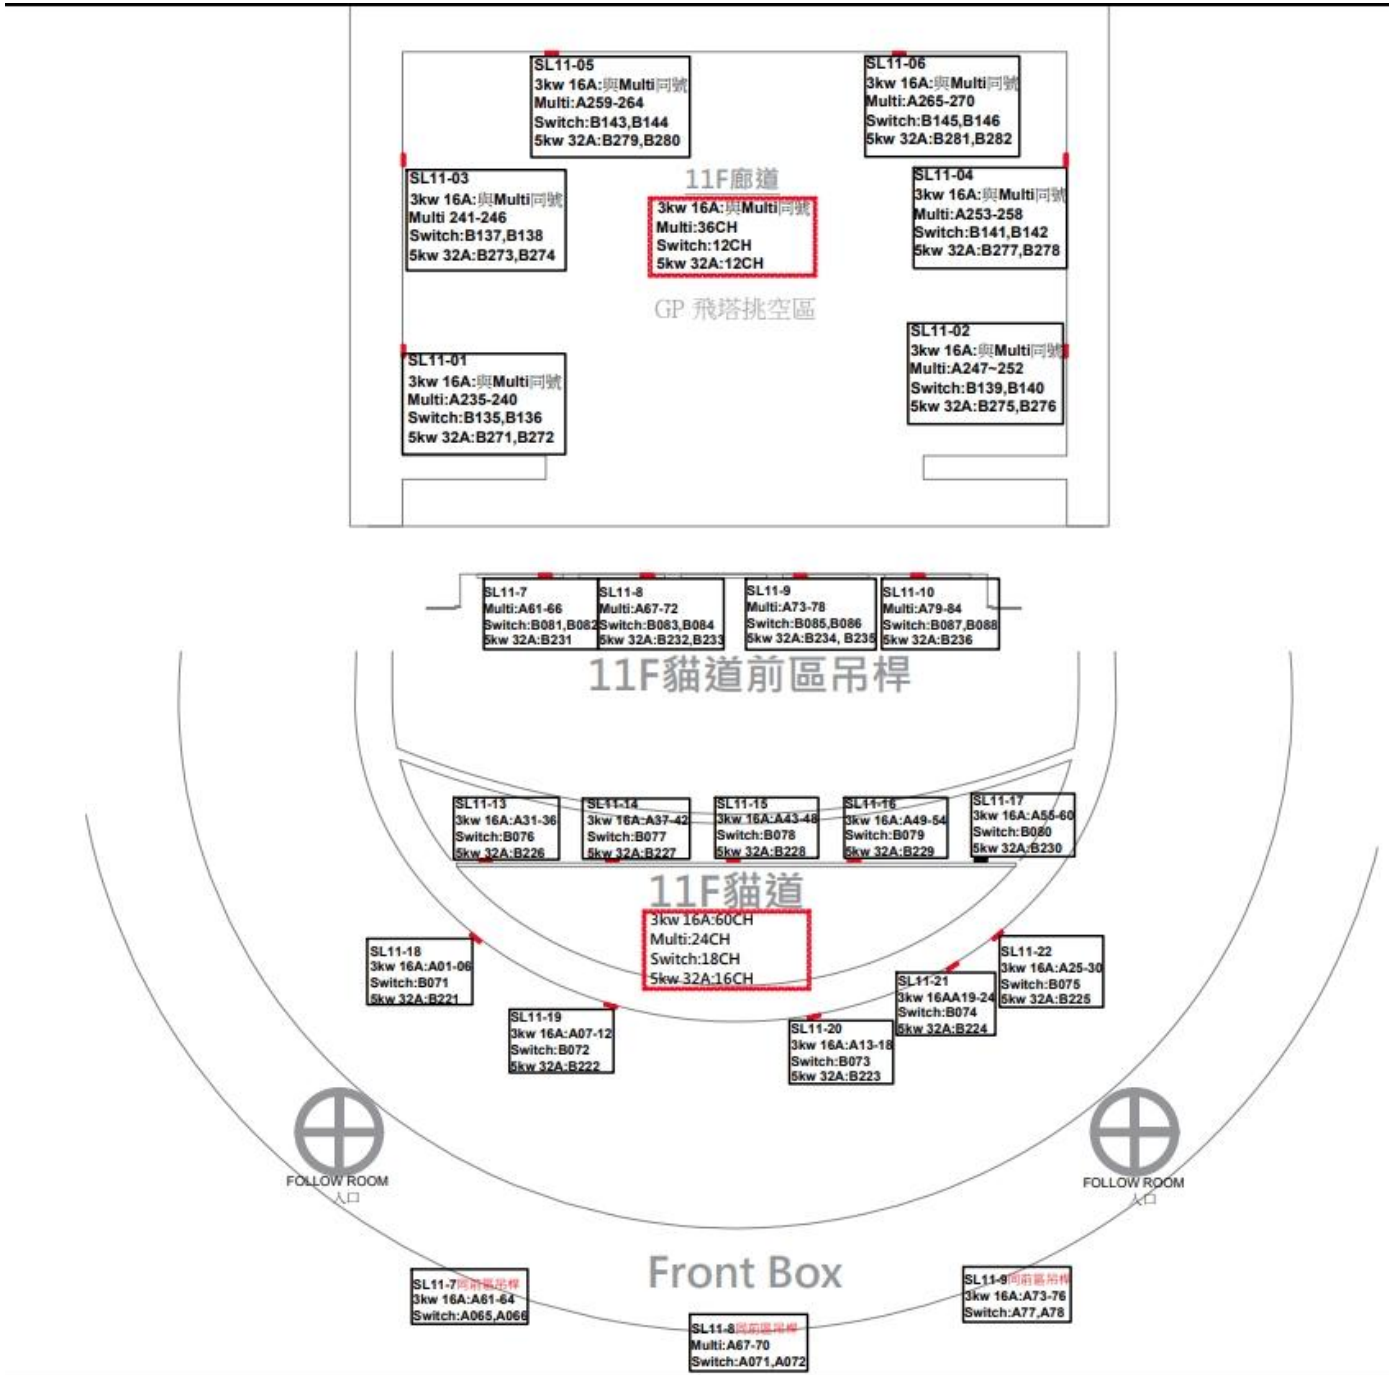 SL11-05
3kw 16A:與Multi同號
Multi:A259-264
Switch:B143,B144
5kw 32A:B279,B280
SL11-06
3kw 16A:與Multi同號
Multi:A265-270
Switch:B145,B146
5kw 32A:B281,B282
SL11-03
3kw 16A:與Multi同號
Multi 241-246
Switch:B137,B138
5kw 32A:B273,B274
11F廊道
3kw 16A:與Multi同號
Multi:36CH
Switch:12CH
5kw 32A:12CH
GP 飛塔挑空區
SL11-04
3kw 16A:與Multi同號
Multi:A253-258
Switch:B141,B142
5kw 32A:B277,B278
SL11-01
3kw 16A:與Multi同號
Multi:A235-240
Switch:B135,B136
5kw 32A:B271,B272
SL11-02
3kw 16A:與Multi同號
Multi:A247~252
Switch:B139,B140
5kw 32A:B275,B276
SL11-7
Multi:A61-66
Switch:B081,B082
5kw 32A:B231
SL11-8
Multi:A67-72
Switch:B083,B084
5kw 32A:B232,B233
SL11-9
Multi:A73-78
Switch:B085,B086
5kw 32A:B234, B235
SL11-10
Multi:A79-84
Switch:B087,B088
5kw 32A:B236
11F貓道前區吊桿
SL11-13
3kw 16A:A31-36
Switch:B076
5kw 32A:B226
SL11-14
3kw 16A:A37-42
Switch:B077
5kw 32A:B227
SL11-15
3kw 16A:A43-48
Switch:B078
5kw 32A:B228
SL11-16
3kw 16A:A49-54
Switch:B079
5kw 32A:B229
SL11-17
3kw 16A:A55-60
Switch:B080
5kw 32A:B230
11F貓道
3kw 16A:60CH
Multi:24CH
Switch:18CH
5kw 32A:16CH
SL11-18
3kw 16A:A01-06
Switch:B071
5kw 32A:B221
SL11-19
3kw 16A:A07-12
Switch:B072
5kw 32A:B222
SL11-20
3kw 16A:A13-18
Switch:B073
5kw 32A:B223
SL11-21
3kw 16AA19-24
Switch:B074
5kw 32A:B224
SL11-22
3kw 16A:A25-30
Switch:B075
5kw 32A:B225
FOLLOW ROOM
入口
FOLLOW ROOM
入口
Front Box
SL11-7同前區吊桿
3kw 16A:A61-64
Switch:A065,A066
SL11-8同前區吊桿
Multi:A67-70
Switch:A071,A072
SL11-9同前區吊桿
3kw 16A:A73-76
Switch:A77,A78